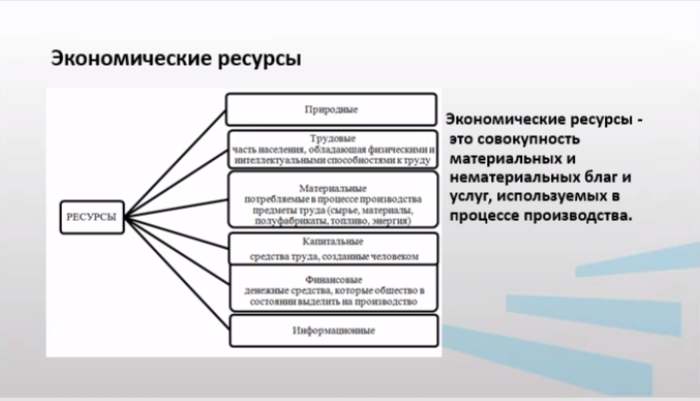 Экономические ресурсы
РЕСУРСЫ
Природные
Трудовые
часть населения, обладающая физическими и
интеллектуальными способностями к труду
Материальные
потребляемые в процессе производства
предметы труда (сырье, материалы,
полуфабрикаты, топливо, энергия)
Капитальные
средства труда, созданные человеком
Финансовые
денежные средства, которые общество в
состоянии выделить на производство
Информационные
Экономические ресурсы -
это совокупность
материальных и
нематериальных благ и
услуг, используемых в
процессе производства.